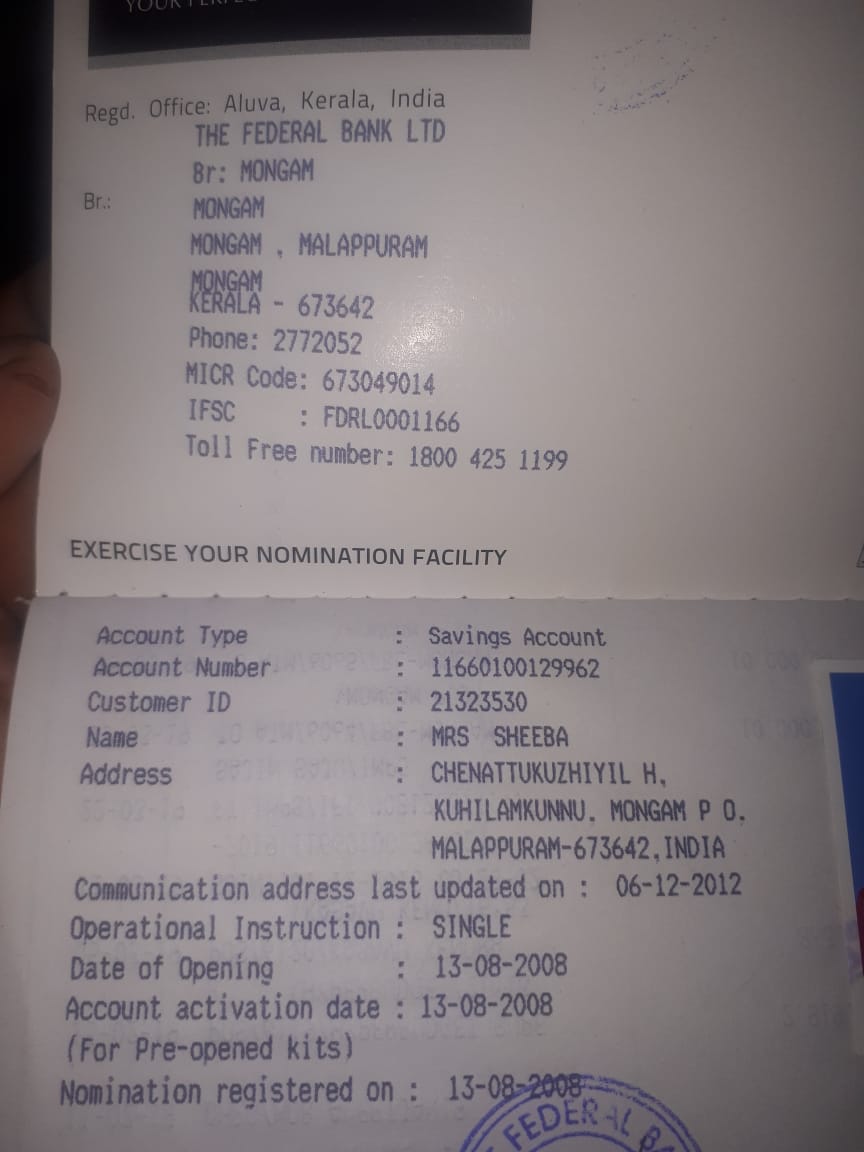 Regd. Office: Aluva, Kerala, India
THE FEDERAL BANK LTD
Br: MONGAM
Br.: MONGAM
MONGAM , MALAPPURAM
MONGAM
KERALA - 673642
Phone: 2772052
MICR Code: 673049014
IFSC : FDRL0001166
Toll Free number: 1800 425 1199
EXERCISE YOUR NOMINATION FACILITY
Account Type : Savings Account
Account Number : 11660100129962
Customer ID : 21323530
Name : MRS SHEEBA
Address : CHENATTUKUZHIYIL H,
KUHILAMKUNNU, MONGAM P O,
MALAPPURAM-673642,INDIA
Communication address last updated on : 06-12-2012
Operational Instruction : SINGLE
Date of Opening : 13-08-2008
Account activation date : 13-08-2008
(For Pre-opened kits)
Nomination registered on : 13-08-2008
FEDERAL